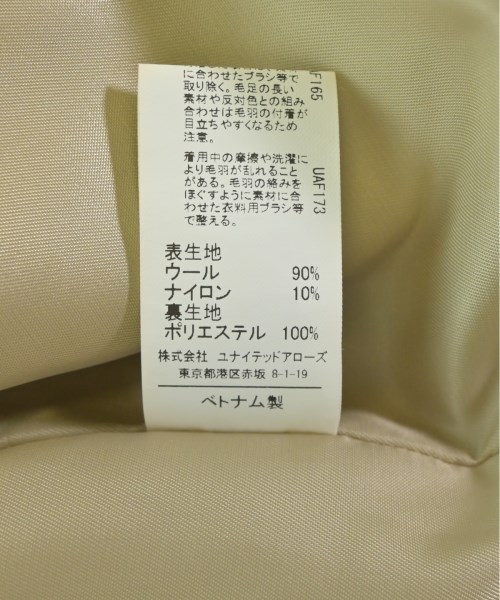 に合わせたブラシ等で
取り除く。毛足の長い
素材や反対色との組み
合わせは毛羽の付着が
目立ちやすくなるため
注意。
F165
着用中の摩擦や洗濯に
より毛羽が乱れること
がある。毛羽の絡みを
ほぐすように素材に合
わせた衣料用ブラシ等
で整える。
UAF173
表生地
ウール 90%
ナイロン 10%
裏生地
ポリエステル 100%
株式会社 ユナイテッドアローズ
東京都港区赤坂 8-1-19
ベトナム製